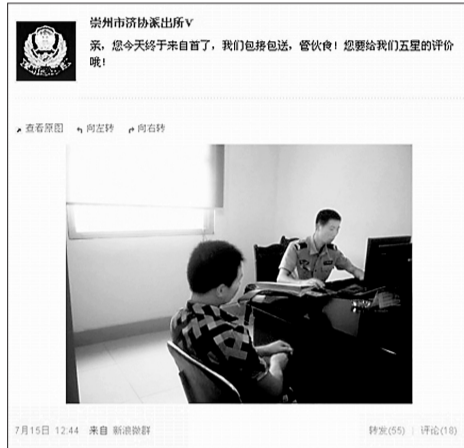 崇州市济协派出所V
亲，您今天终于来自首了，我们包接包送，管伙食！您要给我们五星的评价
哦！
查看原图 向左转 向右转
7月15日 12:44 来自 新浪微群 转发(55) | 评论(18)